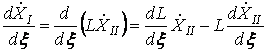 dẊ_I/dξ = d/dξ (LẊ_II) = dL/dξ Ẋ_II − L dẊ_II/dξ